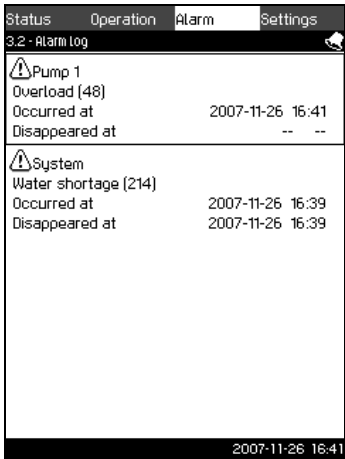 Status Operation Alarm Settings
3.2 - Alarm log
Pump 1
Overload (48)
Occurred at 2007-11-26 16:41
Disappeared at -- --
System
Water shortage (214)
Occurred at 2007-11-26 16:39
Disappeared at 2007-11-26 16:39
2007-11-26 16:41